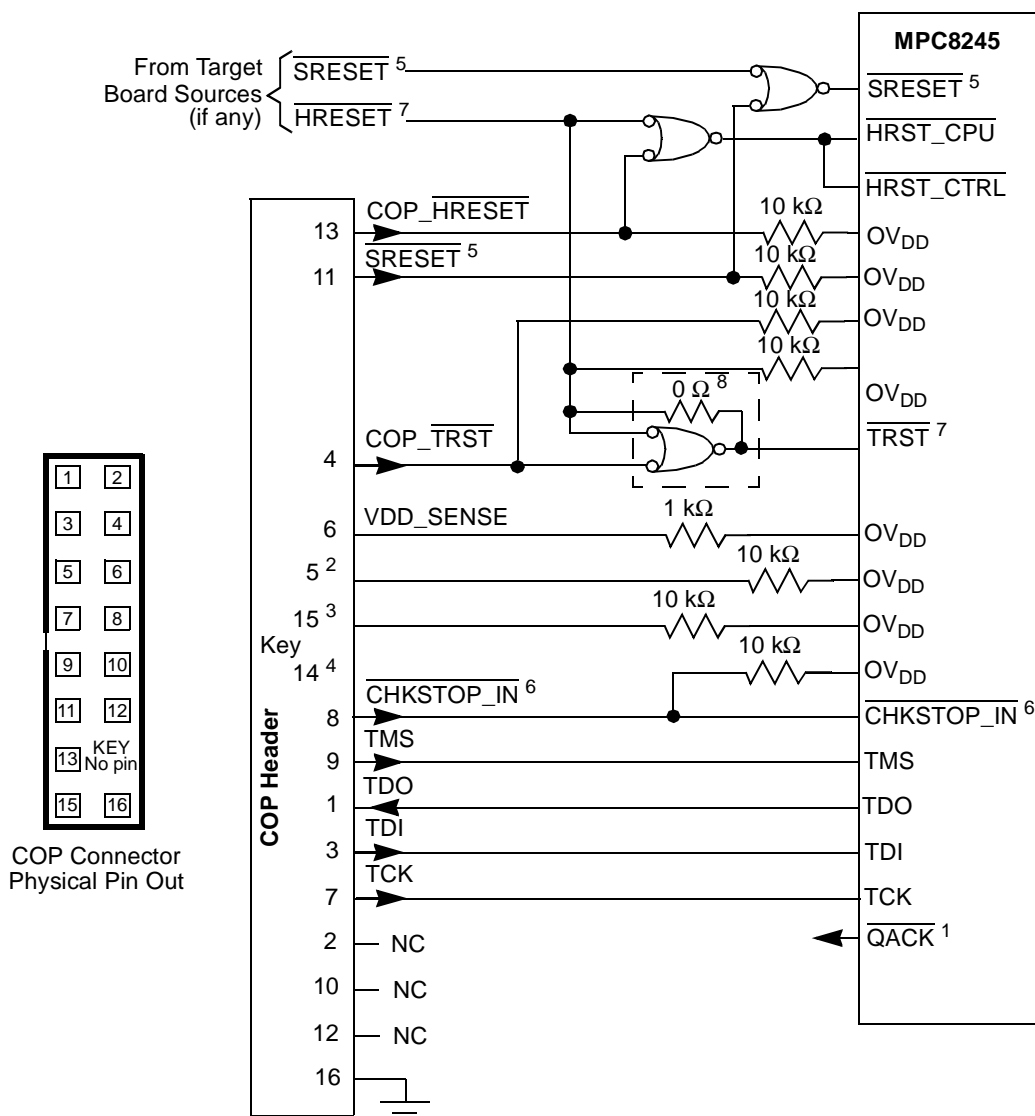 MPC8245
From Target
Board Sources
(if any)
SRESET 5
HRESET 7
SRESET 5
HRST_CPU
HRST_CTRL
COP_HRESET
13
10 kΩ
OVDD
SRESET 5
11
10 kΩ
OVDD
10 kΩ
OVDD
10 kΩ
OVDD
0 Ω 8
COP_TRST
4
TRST 7
6
VDD_SENSE
1 kΩ
OVDD
5 2
10 kΩ
OVDD
15 3
10 kΩ
OVDD
Key
14 4
10 kΩ
OVDD
8
CHKSTOP_IN 6
CHKSTOP_IN 6
9
TMS
TMS
1
TDO
TDO
3
TDI
TDI
7
TCK
TCK
2
NC
QACK 1
10
NC
12
NC
16
COP Header
1 2
3 4
5 6
7 8
9 10
11 12
13 KEY
No pin
15 16
COP Connector
Physical Pin Out